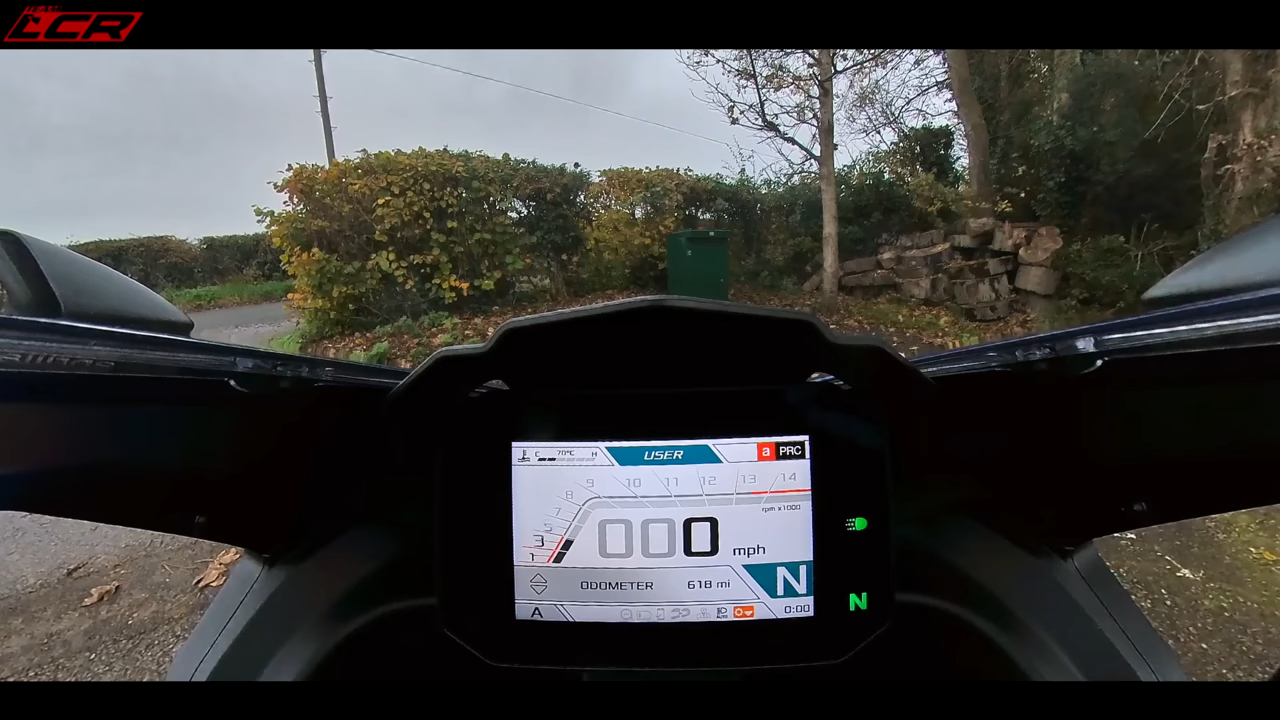 LCR
C 70°C H
USER
a PRC
1 3 5 7 8 9 10 11 12 13 14
rpm x1000
000 mph
ODOMETER 618 mi
N
A
AUTO
0:00
N